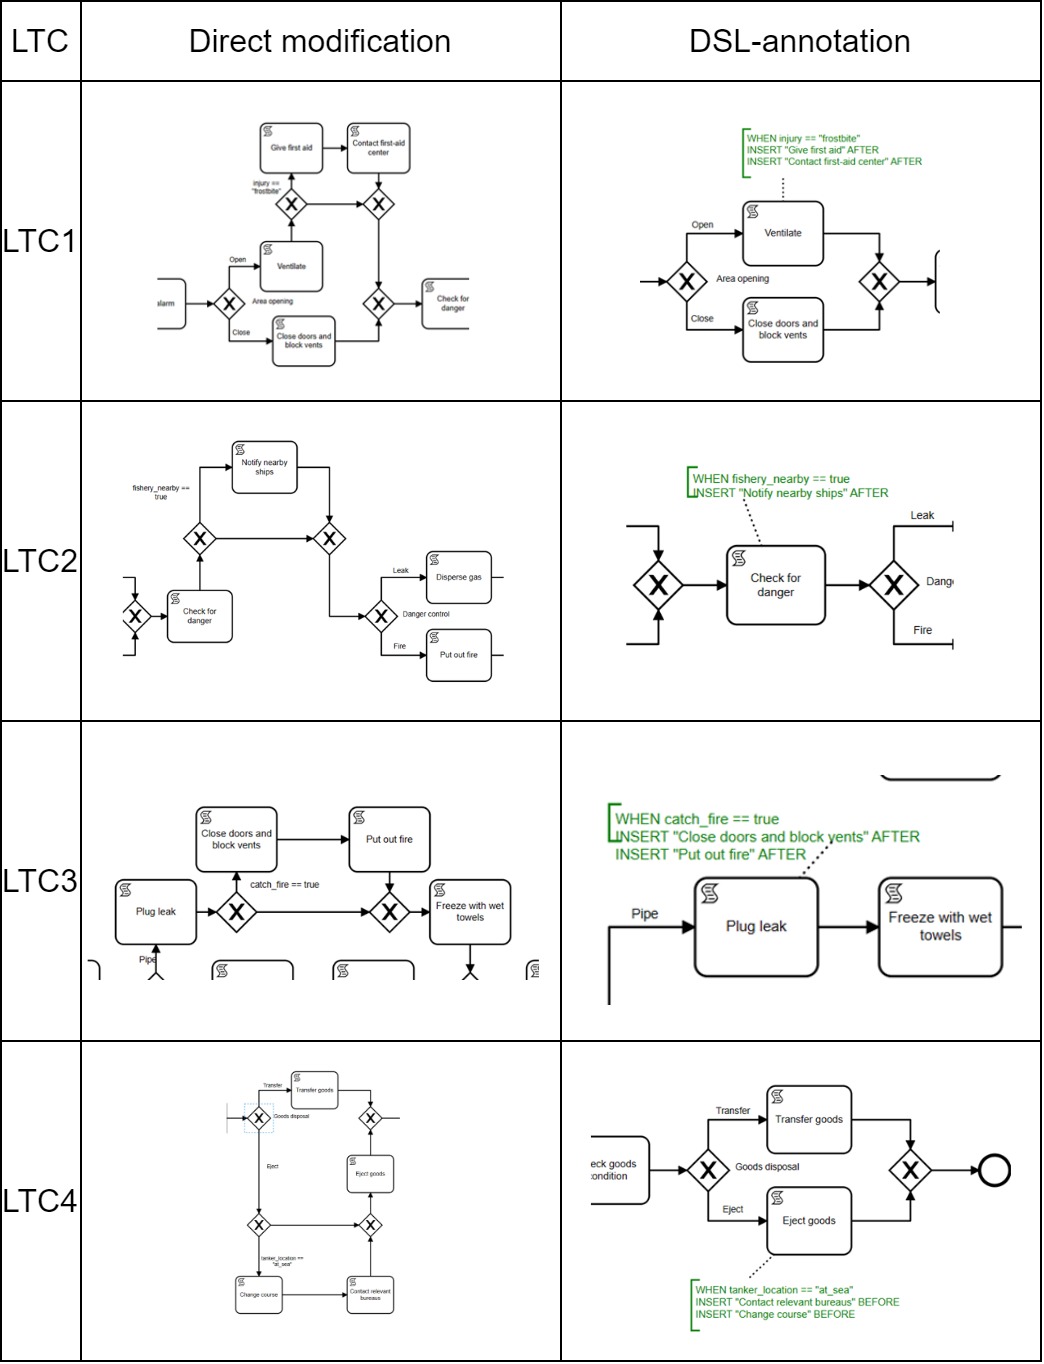 LTC
Direct modification
DSL-annotation
LTC1
Give first aid
Contact first-aid
center
injury ==
"frostbite"
Open
Ventilate
alarm
Area opening
Close
Close doors and
block vents
Check for
danger
WHEN injury == "frostbite"
INSERT "Give first aid" AFTER
INSERT "Contact first-aid center" AFTER
Open
Ventilate
Area opening
Close
Close doors and
block vents
LTC2
Notify nearby
ships
fishery_nearby ==
true
Check for
danger
Leak
Disperse gas
Danger control
Fire
Put out fire
WHEN fishery_nearby == true
INSERT "Notify nearby ships" AFTER
Check for
danger
Leak
Dange
Fire
LTC3
Close doors and
block vents
Put out fire
catch_fire == true
Plug leak
Freeze with wet
towels
Pipe
WHEN catch_fire == true
INSERT "Close doors and block vents" AFTER
INSERT "Put out fire" AFTER
Pipe
Plug leak
Freeze with wet
towels
LTC4
Transfer
Transfer goods
Goods disposal
Eject
Eject goods
tanker_location ==
"at_sea"
Change course
Contact relevant
bureaus
Transfer
Transfer goods
eck goods
condition
Goods disposal
Eject
Eject goods
WHEN tanker_location == "at_sea"
INSERT "Contact relevant bureaus" BEFORE
INSERT "Change course" BEFORE